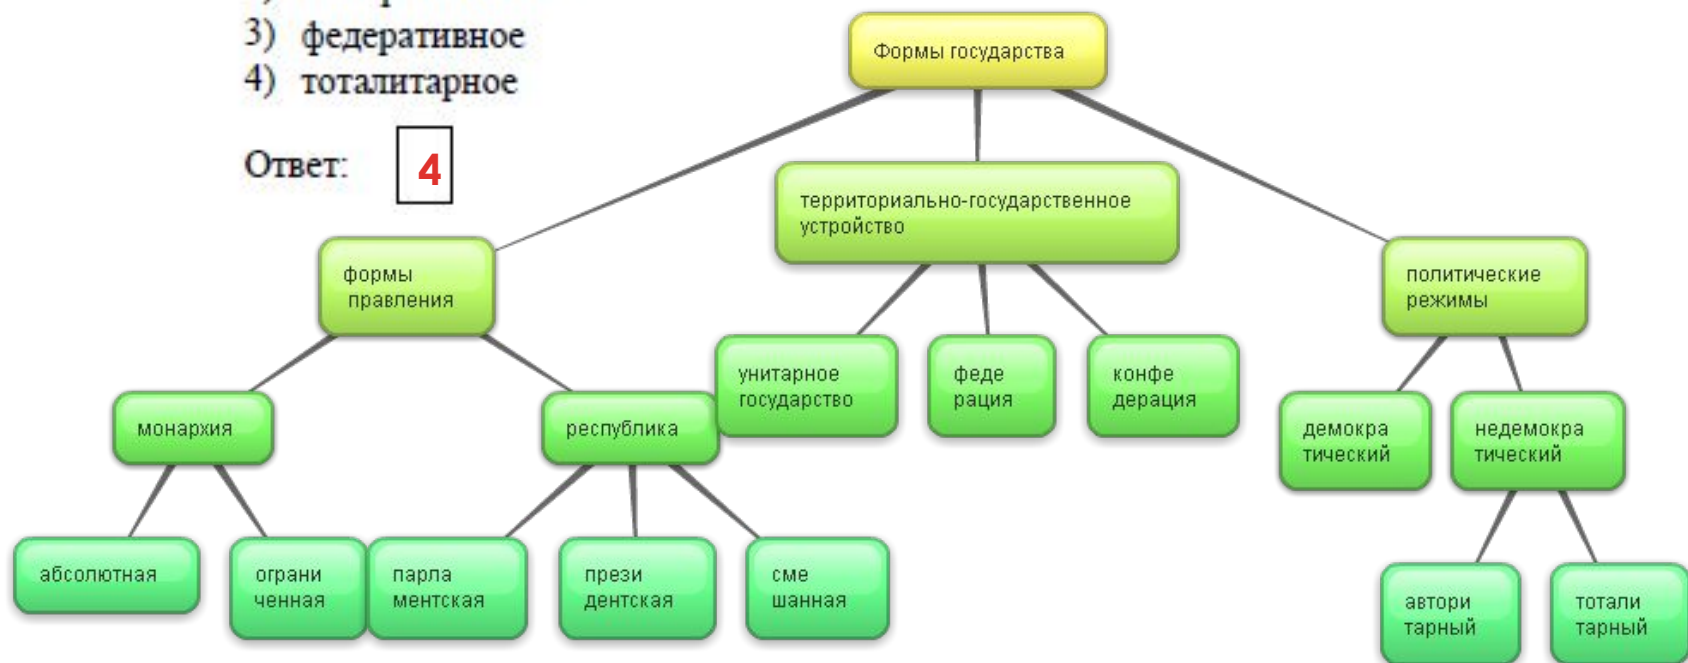 3) федеративное
4) тоталитарное
Ответ:
4
Формы государства
территориально-государственное
устройство
формы
правления
политические
режимы
унитарное
государство
феде
рация
конфе
дерация
монархия
республика
демокра
тический
недемокра
тический
абсолютная
ограни
ченная
парла
ментская
прези
дентская
сме
шанная
автори
тарный
тотали
тарный